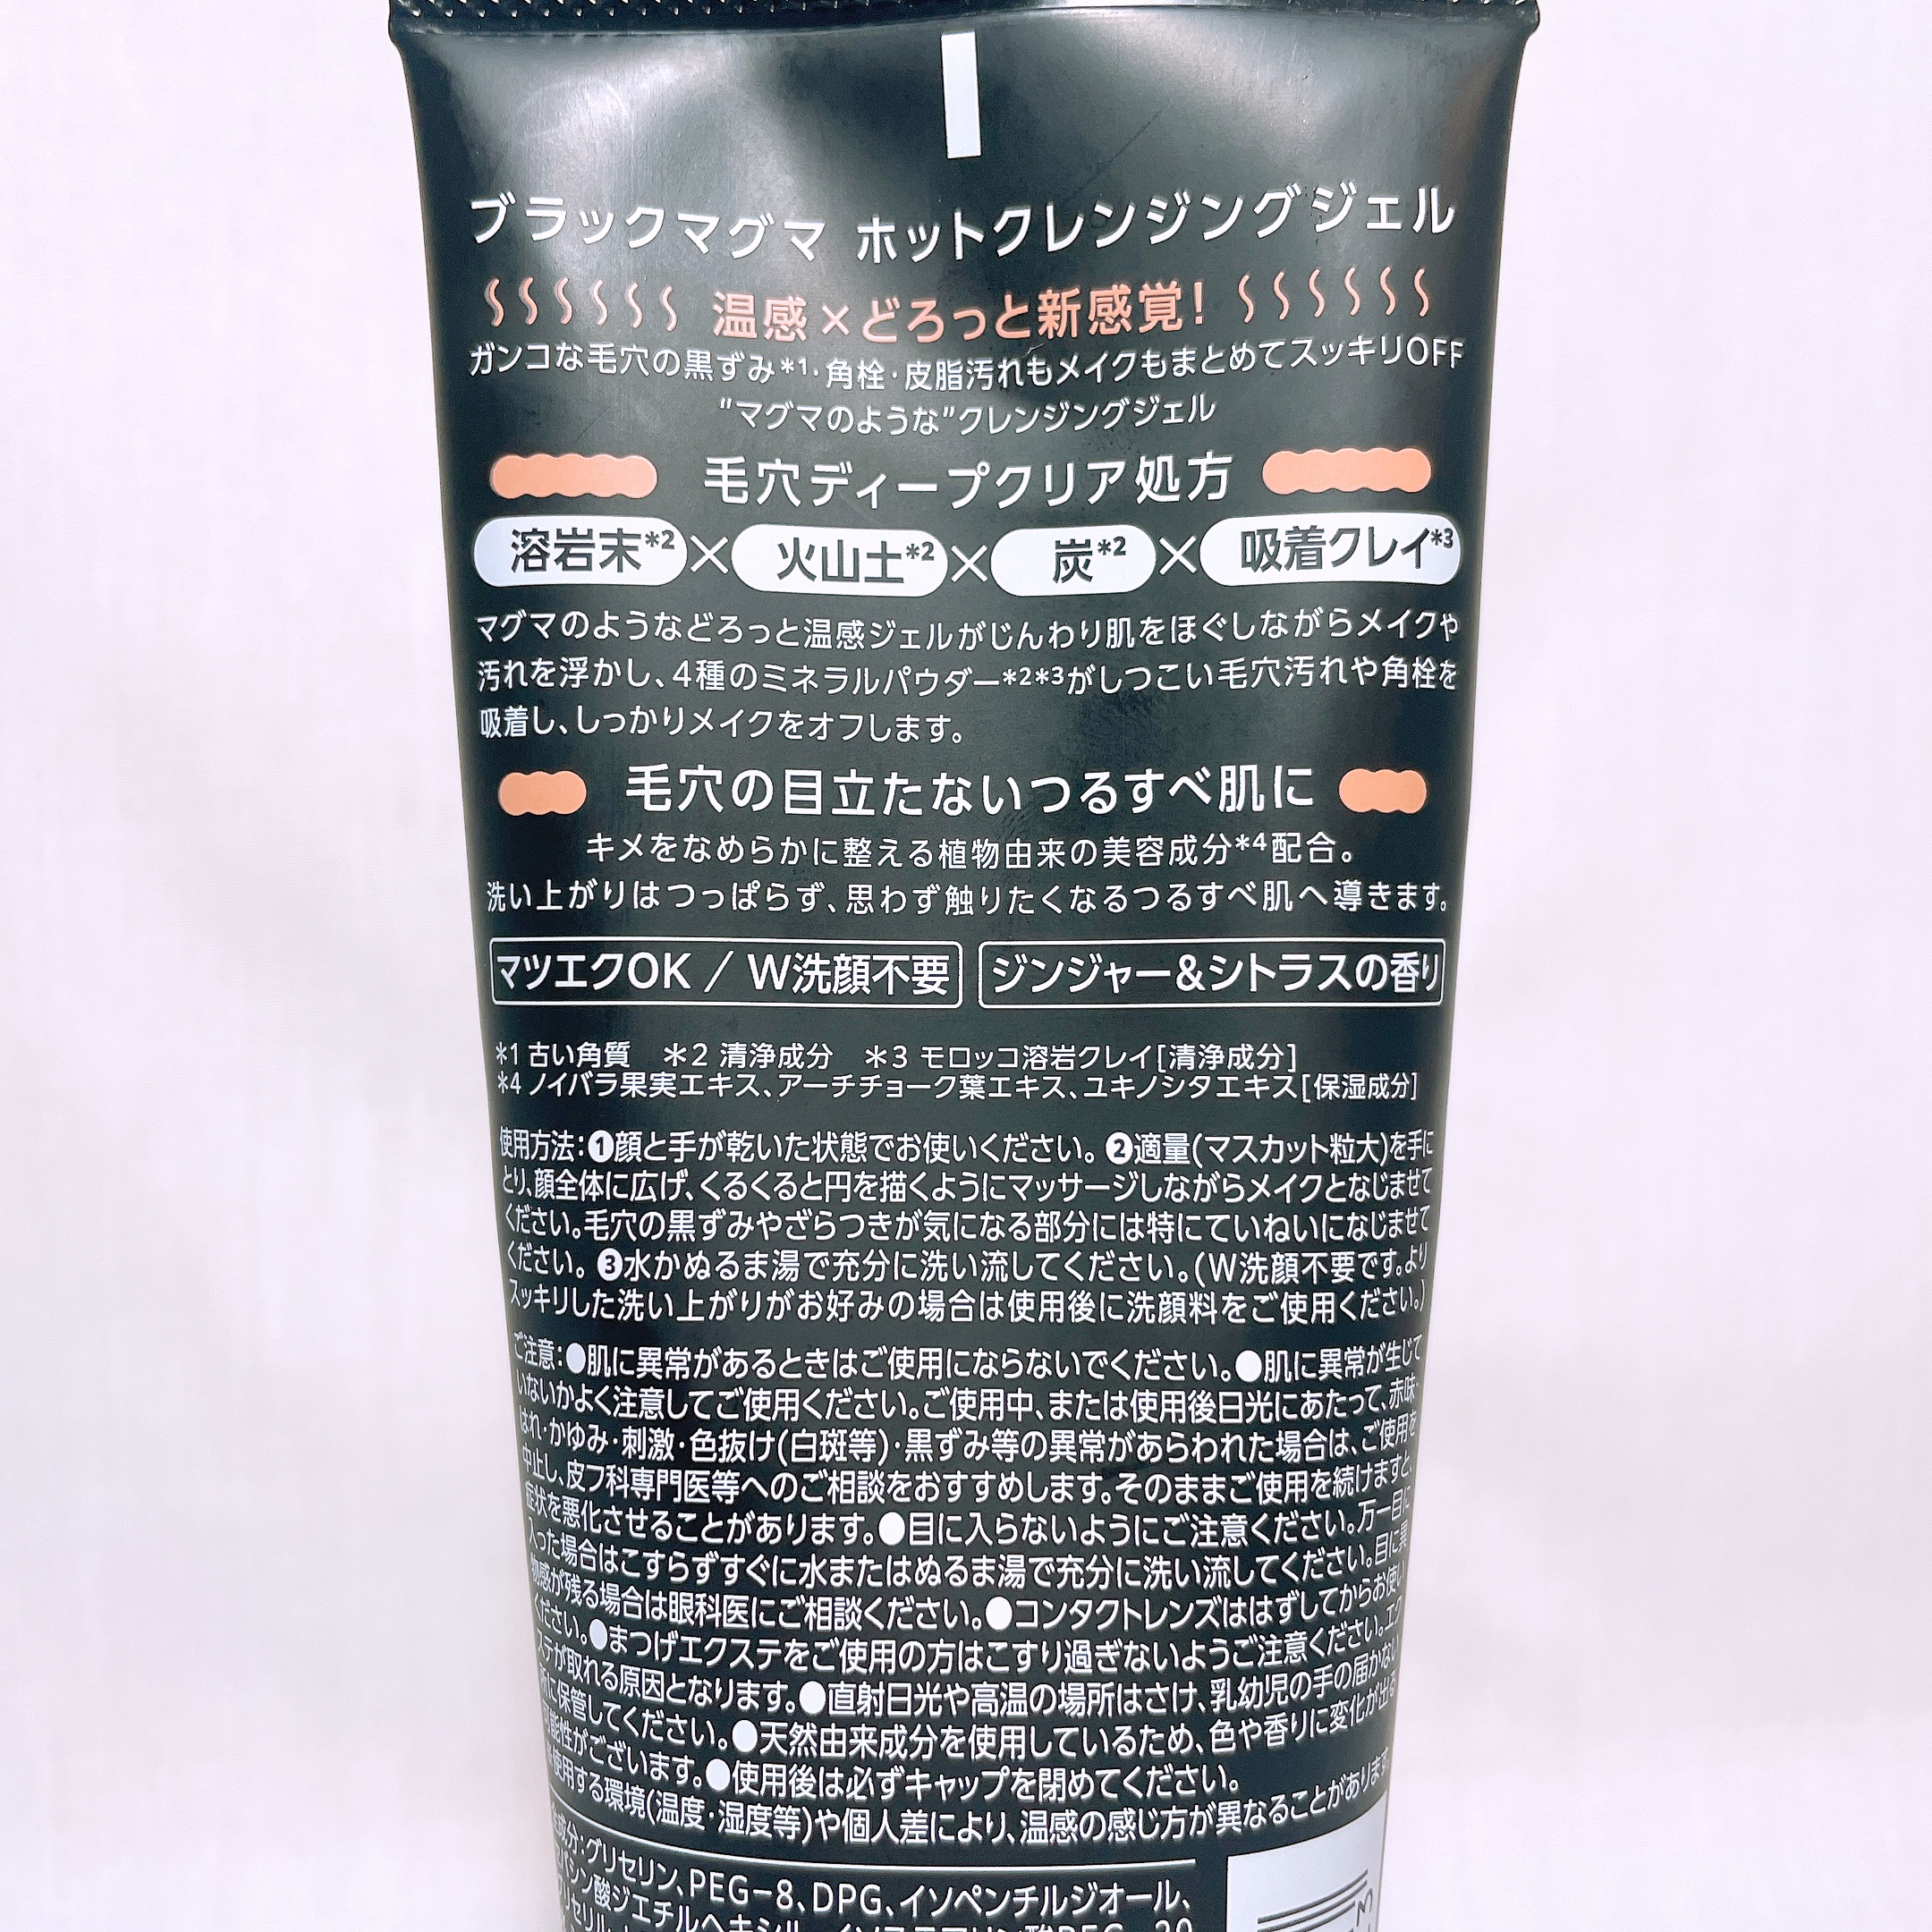 ブラックマグマ ホットクレンジングジェル
温感×どろっと新感覚!
ガンコな毛穴の黒ずみ*1・角栓・皮脂汚れもメイクもまとめてスッキリOFF
"マグマのような"クレンジングジェル
毛穴ディープクリア処方
溶岩末*2×火山土*2×炭*2×吸着クレイ*3
マグマのようなどろっと温感ジェルがじんわり肌をほぐしながらメイクや
汚れを浮かし、4種のミネラルパウダー*2*3がしつこい毛穴汚れや角栓を
吸着し、しっかりメイクをオフします。
毛穴の目立たないつるすべ肌に
キメをなめらかに整える植物由来の美容成分*4配合。
洗い上がりはつっぱらず、思わず触りたくなるつるすべ肌へ導きます。
マツエクOK / W洗顔不要 ジンジャー&シトラスの香り
*1 古い角質 *2 清浄成分 *3 モロッコ溶岩クレイ[清浄成分]
*4 ノイバラ果実エキス、アーチチョーク葉エキス、ユキノシタエキス[保湿成分]
使用方法:❶顔と手が乾いた状態でお使いください。❷適量(マスカット粒大)を手に
とり、顔全体に広げ、くるくると円を描くようにマッサージしながらメイクとなじませて
ください。毛穴の黒ずみやざらつきが気になる部分には特にていねいになじませて
ください。❸水かぬるま湯で充分に洗い流してください。(W洗顔不要です。より
スッキリした洗い上がりがお好みの場合は使用後に洗顔料をご使用ください。)
ご注意:●肌に異常があるときはご使用にならないでください。●肌に異常が生じて
いないかよく注意してご使用ください。ご使用中、または使用後日光にあたって、赤味・
はれ・かゆみ・刺激・色抜け(白斑等)・黒ずみ等の異常があらわれた場合は、ご使用を
中止し、皮フ科専門医等へのご相談をおすすめします。そのままご使用を続けますと、
症状を悪化させることがあります。●目に入らないようにご注意ください。万一目に
入った場合はこすらずすぐに水またはぬるま湯で充分に洗い流してください。目に異
物感が残る場合は眼科医にご相談ください。●コンタクトレンズははずしてからお使い
ください。●まつげエクステをご使用の方はこすり過ぎないようご注意ください。エク
ステが取れる原因となります。●直射日光や高温の場所はさけ、乳幼児の手の届かない
所に保管してください。●天然由来成分を使用しているため、色や香りに変化が出る
可能性がございます。●使用後は必ずキャップを閉めてください。
使用する環境(温度・湿度等)や個人差により、温感の感じ方が異なることがあります
成分:グリセリン、PEG-8、DPG、イソペンチルジオール、
セバシン酸ジエチルヘキシル、